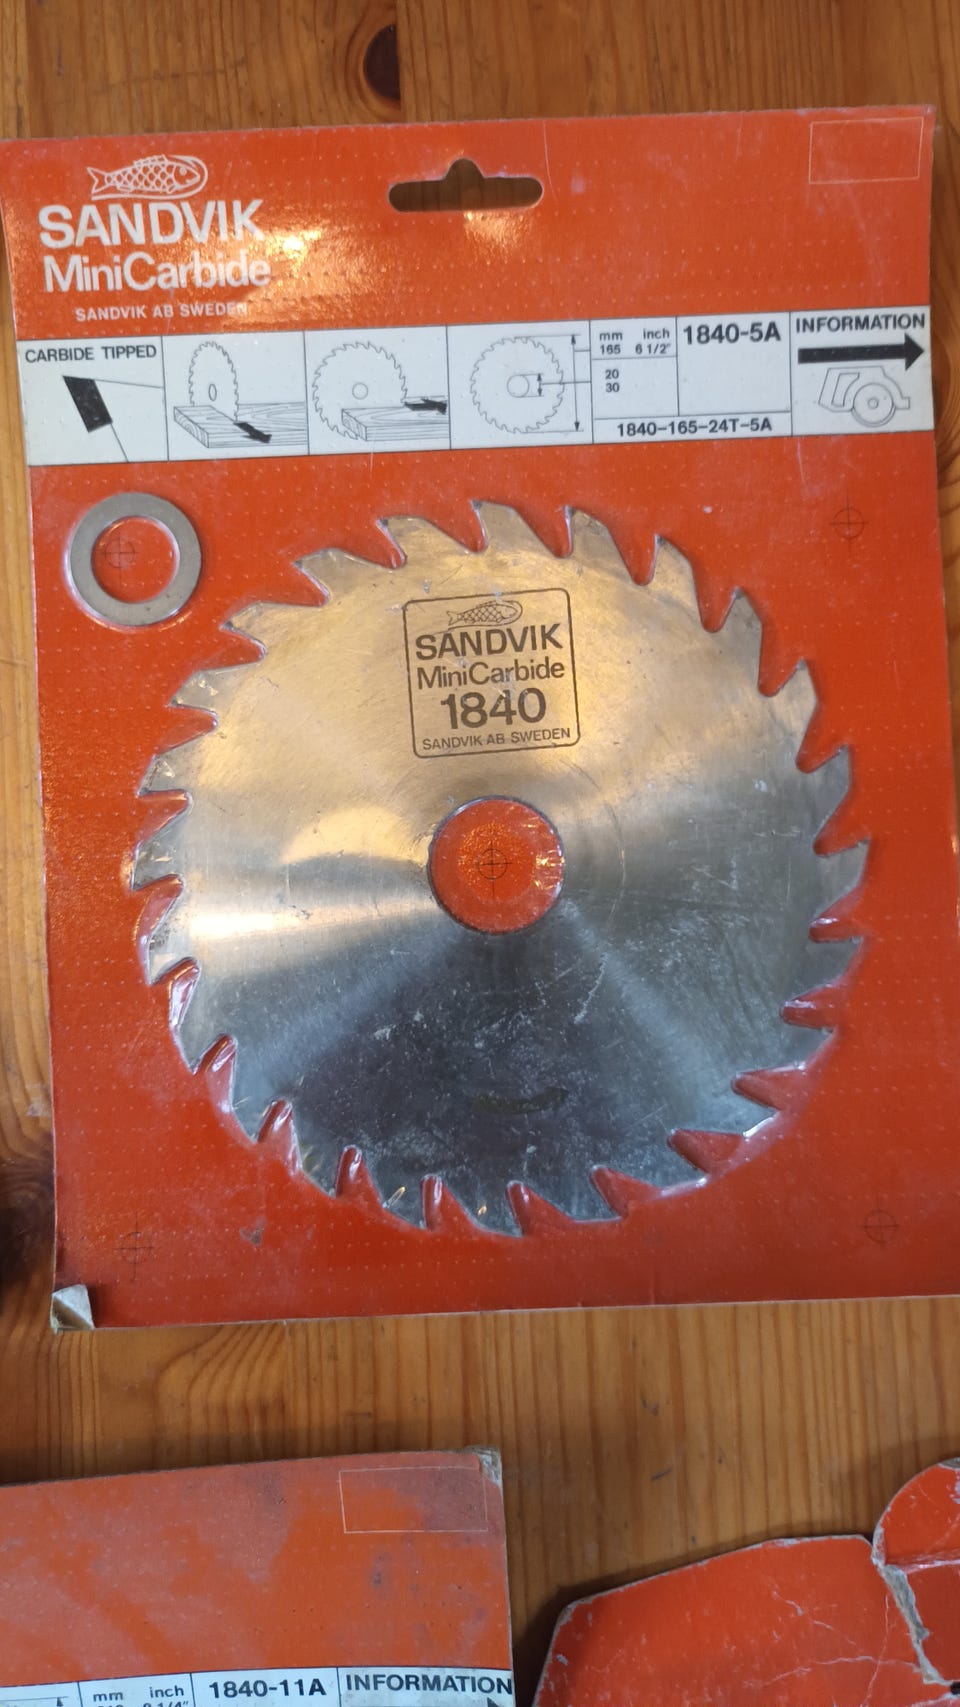 SANDVIK
MiniCarbide
SANDVIK AB SWEDEN
CARBIDE TIPPED
mm inch
165 6 1/2"
20
30
1840-5A
1840-165-24T-5A
INFORMATION
SANDVIK
MiniCarbide
1840
SANDVIK AB SWEDEN
mm inch
1840-11A
INFORMATION